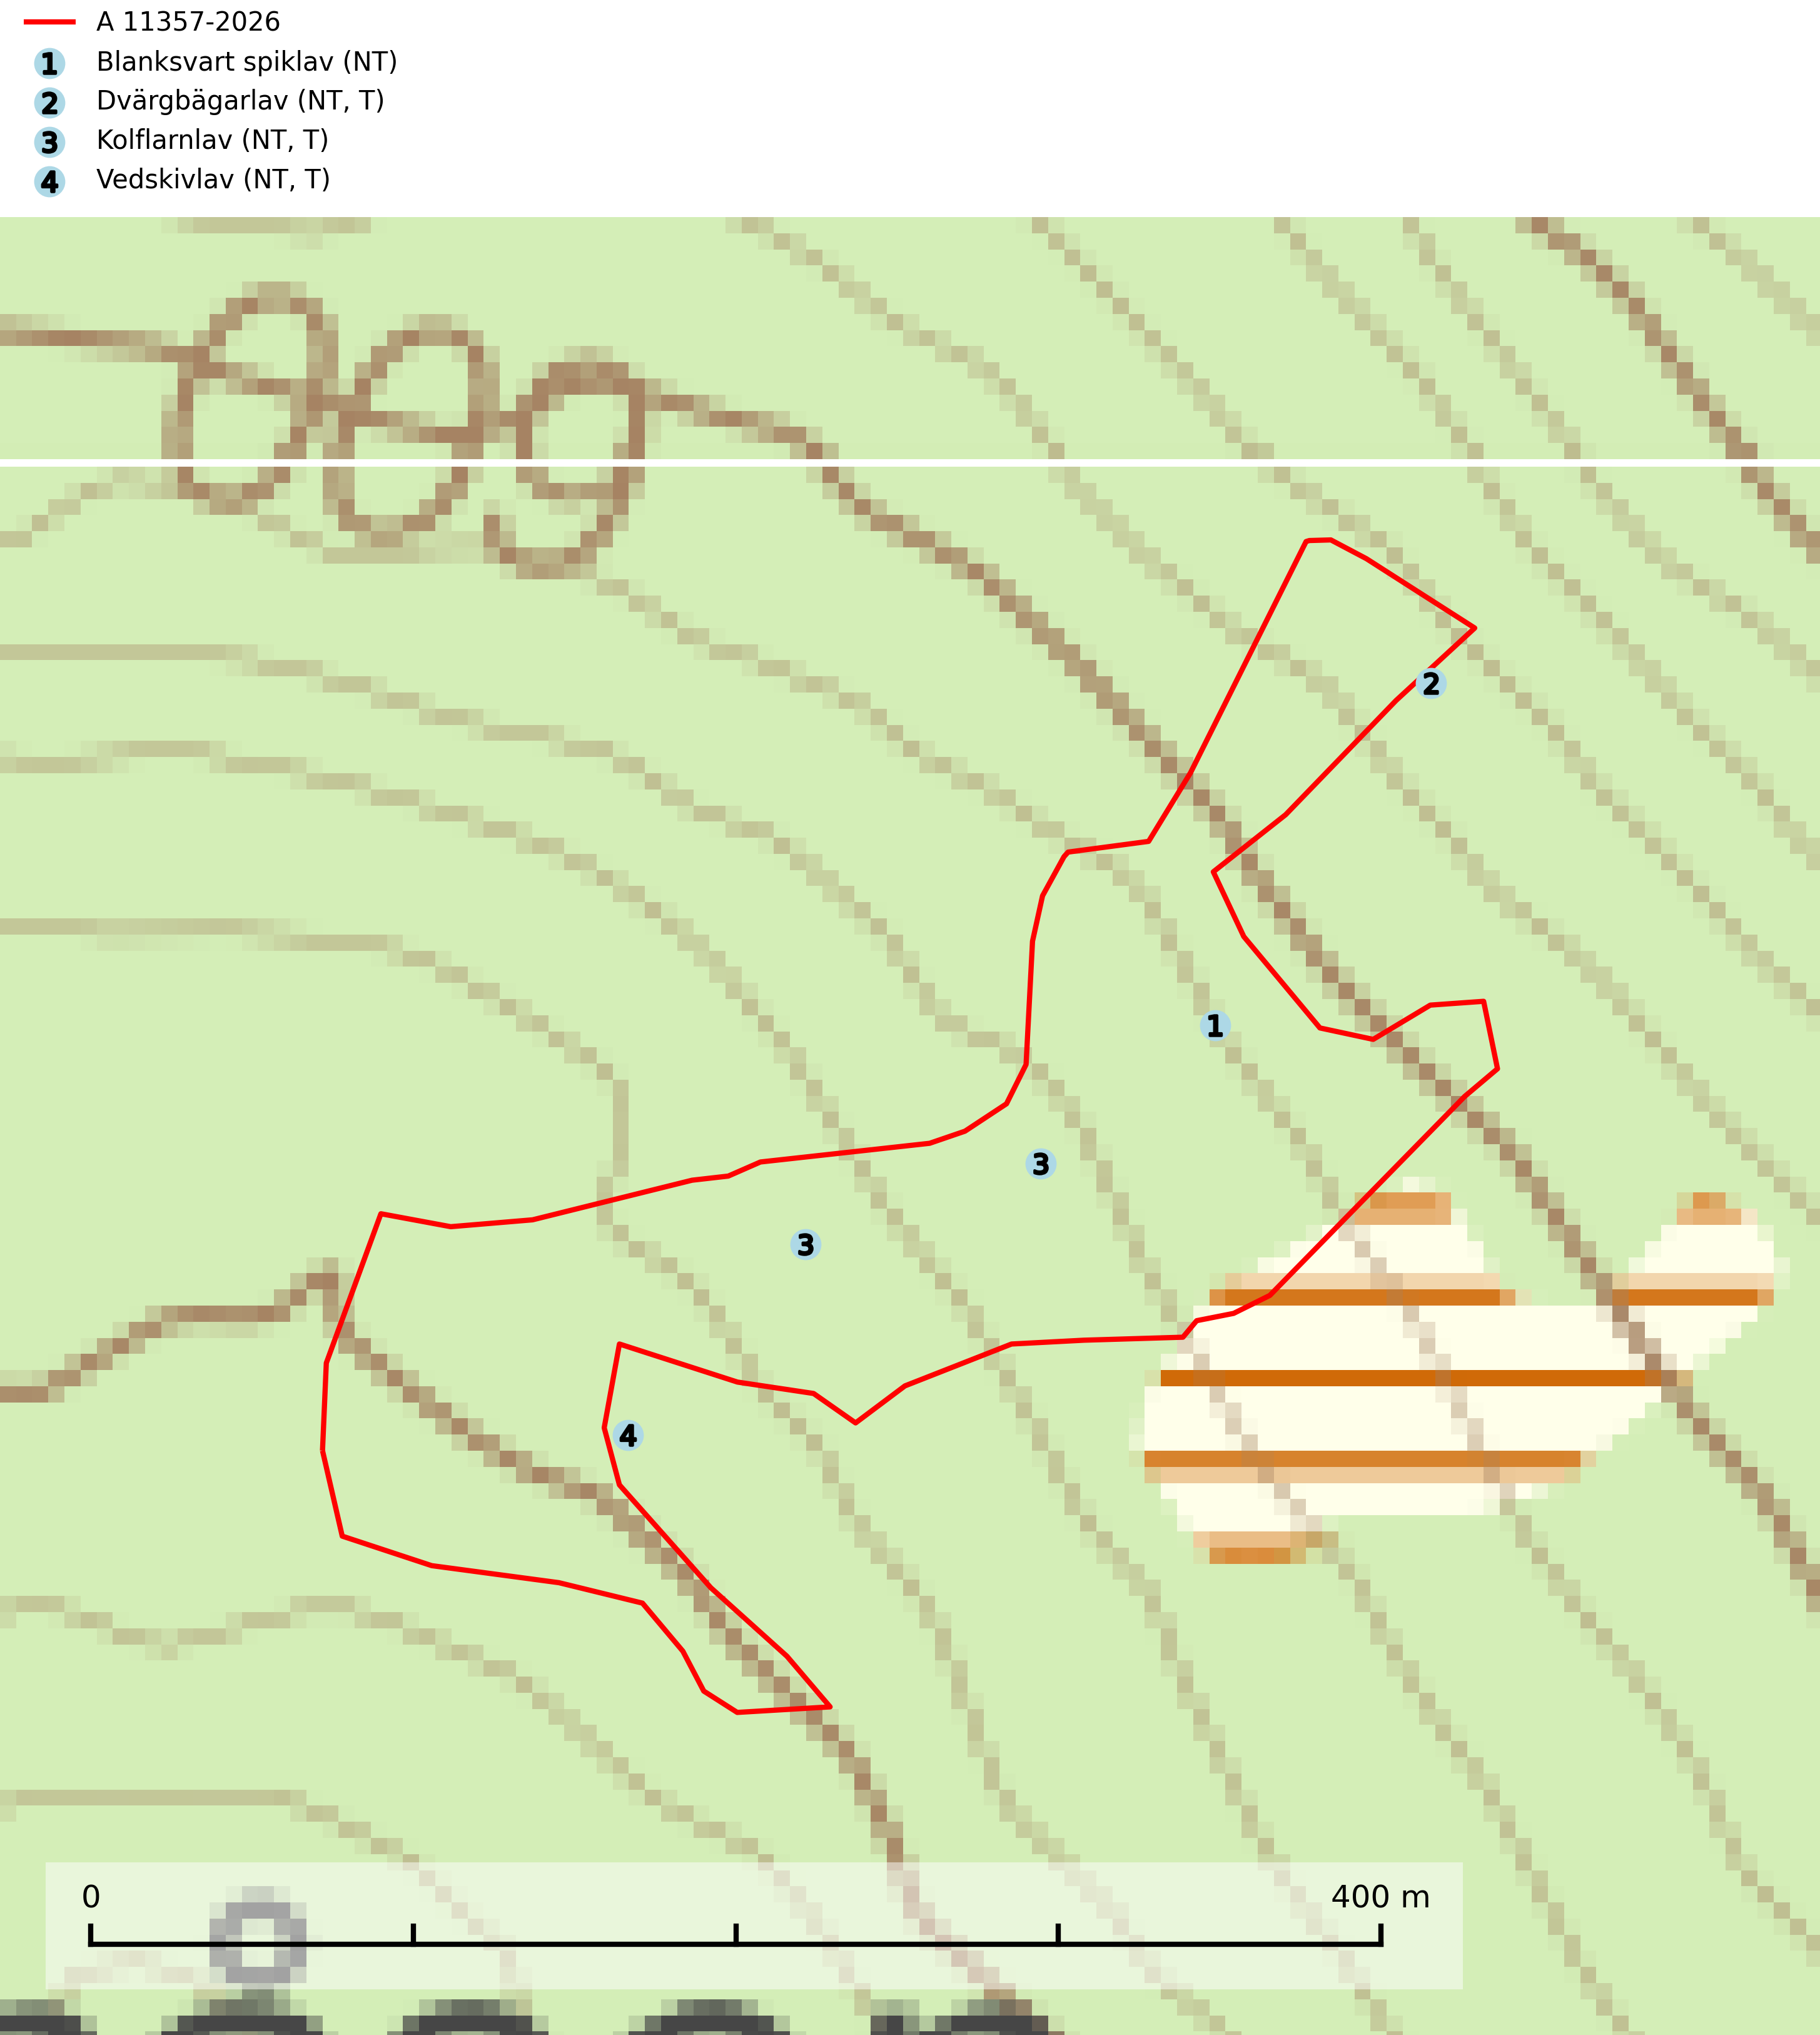 A 11357-2026
1 Blanksvart spiklav (NT)
2 Dvärgbägarlav (NT, T)
3 Kolflarnlav (NT, T)
4 Vedskivlav (NT, T)
2
1
3
3
4
0 400 m